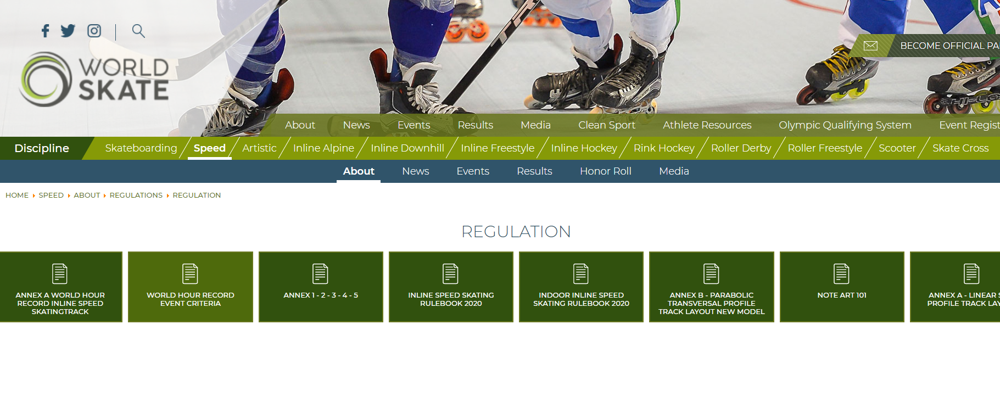 WORLD
SKATE
BECOME OFFICIAL PA
About News Events Results Media Clean Sport Athlete Resources Olympic Qualifying System Event Regist
Discipline Skateboarding Speed Artistic Inline Alpine Inline Downhill Inline Freestyle Inline Hockey Rink Hockey Roller Derby Roller Freestyle Scooter Skate Cross
About News Events Results Honor Roll Media
HOME SPEED ABOUT REGULATIONS REGULATION
REGULATION
ANNEX A WORLD HOUR
RECORD INLINE SPEED
SKATINGTRACK
WORLD HOUR RECORD
EVENT CRITERIA
ANNEX 1 - 2 - 3 - 4 - 5
INLINE SPEED SKATING
RULEBOOK 2020
INDOOR INLINE SPEED
SKATING RULEBOOK 2020
ANNEX B - PARABOLIC
TRANSVERSAL PROFILE
TRACK LAYOUT NEW MODEL
NOTE ART 101
ANNEX A - LINEAR S
PROFILE TRACK LAY